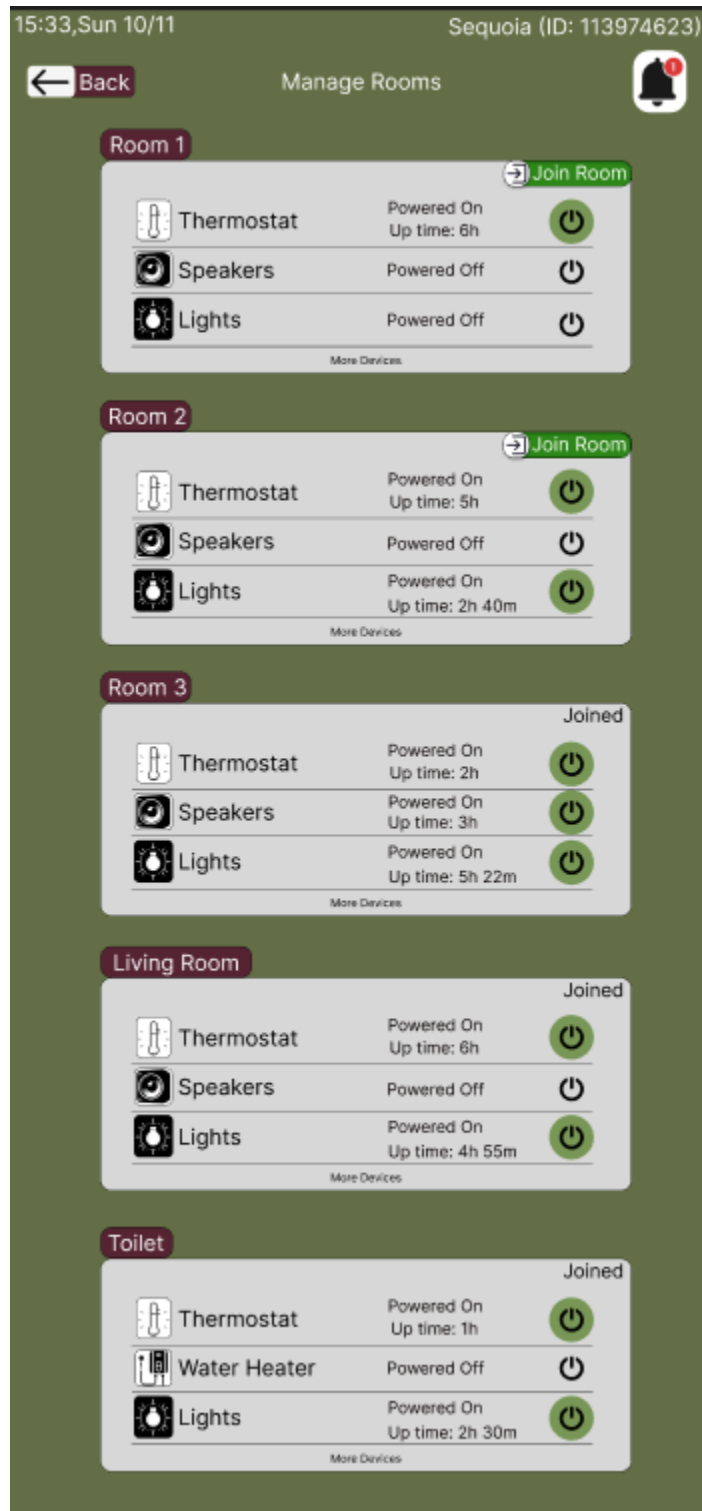 15:33,Sun 10/11 Sequoia (ID: 113974623)
Back Manage Rooms 1
Room 1
Join Room
Thermostat Powered On
Up time: 6h
Speakers Powered Off
Lights Powered Off
More Devices
Room 2
Join Room
Thermostat Powered On
Up time: 5h
Speakers Powered Off
Lights Powered On
Up time: 2h 40m
More Devices
Room 3
Joined
Thermostat Powered On
Up time: 2h
Speakers Powered On
Up time: 3h
Lights Powered On
Up time: 5h 22m
More Devices
Living Room
Joined
Thermostat Powered On
Up time: 6h
Speakers Powered Off
Lights Powered On
Up time: 4h 55m
More Devices
Toilet
Joined
Thermostat Powered On
Up time: 1h
Water Heater Powered Off
Lights Powered On
Up time: 2h 30m
More Devices